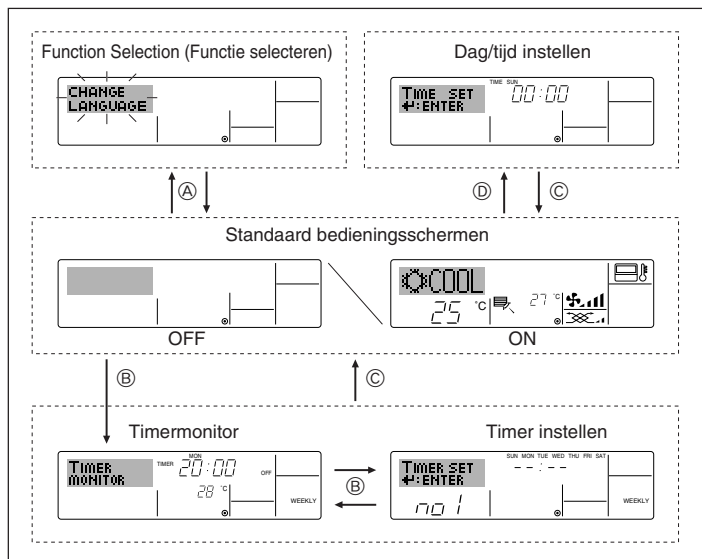 Function Selection (Functie selecteren)
CHANGE
LANGUAGE
Dag/tijd instellen
TIME SUN
TIME SET 00:00
↵:ENTER
Ⓐ
Ⓓ
Ⓒ
Standaard bedieningsschermen
OFF
COOL
25 °C 27 °C
ON
Ⓑ
Ⓒ
Timermonitor
MON
TIMER MONITOR
TIMER 20:00 OFF
28 °C
WEEKLY
Ⓑ
Timer instellen
SUN MON TUE WED THU FRI SAT
TIMER SET --:--
↵:ENTER
no 1
WEEKLY